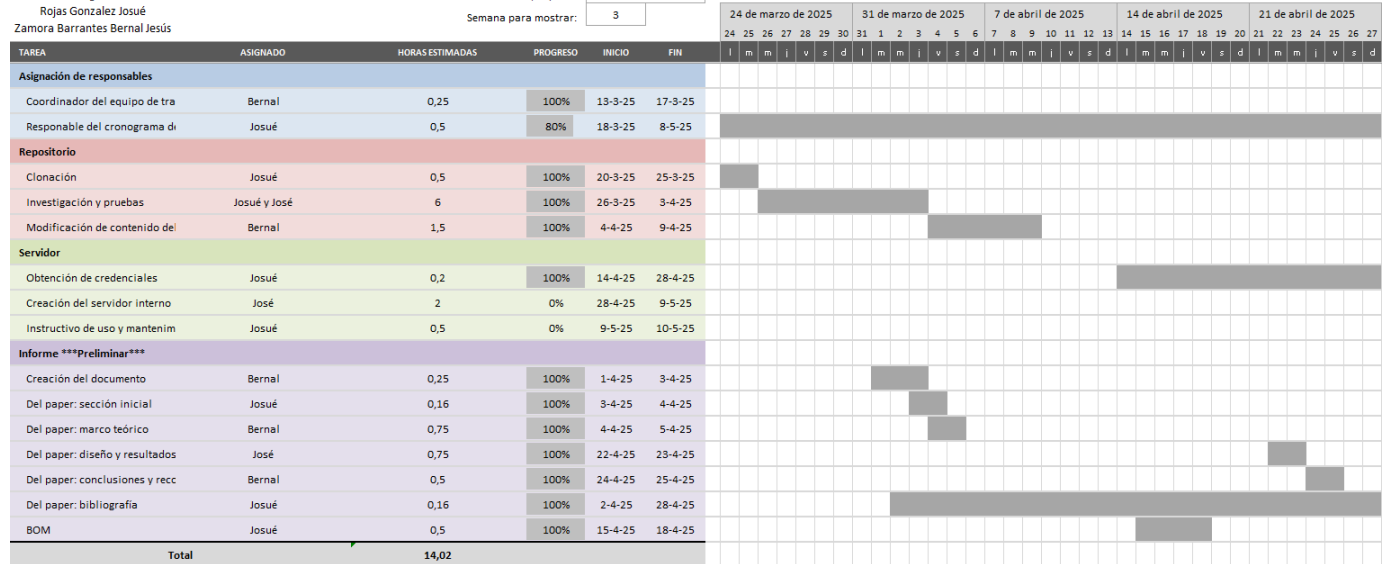 Rojas Gonzalez Josué
Zamora Barrantes Bernal Jesús
Semana para mostrar: 3
24 de marzo de 2025 31 de marzo de 2025 7 de abril de 2025 14 de abril de 2025 21 de abril de 2025
24 25 26 27 28 29 30 31 1 2 3 4 5 6 7 8 9 10 11 12 13 14 15 16 17 18 19 20 21 22 23 24 25 26 27
TAREA ASIGNADO HORAS ESTIMADAS PROGRESO INICIO FIN l m m j v s d l m m j v s d l m m j v s d l m m j v s d l m m j v s d
Asignación de responsables
Coordinador del equipo de tra Bernal 0,25 100% 13-3-25 17-3-25
Responable del cronograma d Josué 0,5 80% 18-3-25 8-5-25
Repositorio
Clonación Josué 0,5 100% 20-3-25 25-3-25
Investigación y pruebas Josué y José 6 100% 26-3-25 3-4-25
Modificación de contenido del Bernal 1,5 100% 4-4-25 9-4-25
Servidor
Obtención de credenciales Josué 0,2 100% 14-4-25 28-4-25
Creación del servidor interno José 2 0% 28-4-25 9-5-25
Instructivo de uso y mantenim Josué 0,5 0% 9-5-25 10-5-25
Informe ***Preliminar***
Creación del documento Bernal 0,25 100% 1-4-25 3-4-25
Del paper: sección inicial Josué 0,16 100% 3-4-25 4-4-25
Del paper: marco teórico Bernal 0,75 100% 4-4-25 5-4-25
Del paper: diseño y resultados José 0,75 100% 22-4-25 23-4-25
Del paper: conclusiones y recc Bernal 0,5 100% 24-4-25 25-4-25
Del paper: bibliografía Josué 0,16 100% 2-4-25 28-4-25
BOM Josué 0,5 100% 15-4-25 18-4-25
Total 14,02